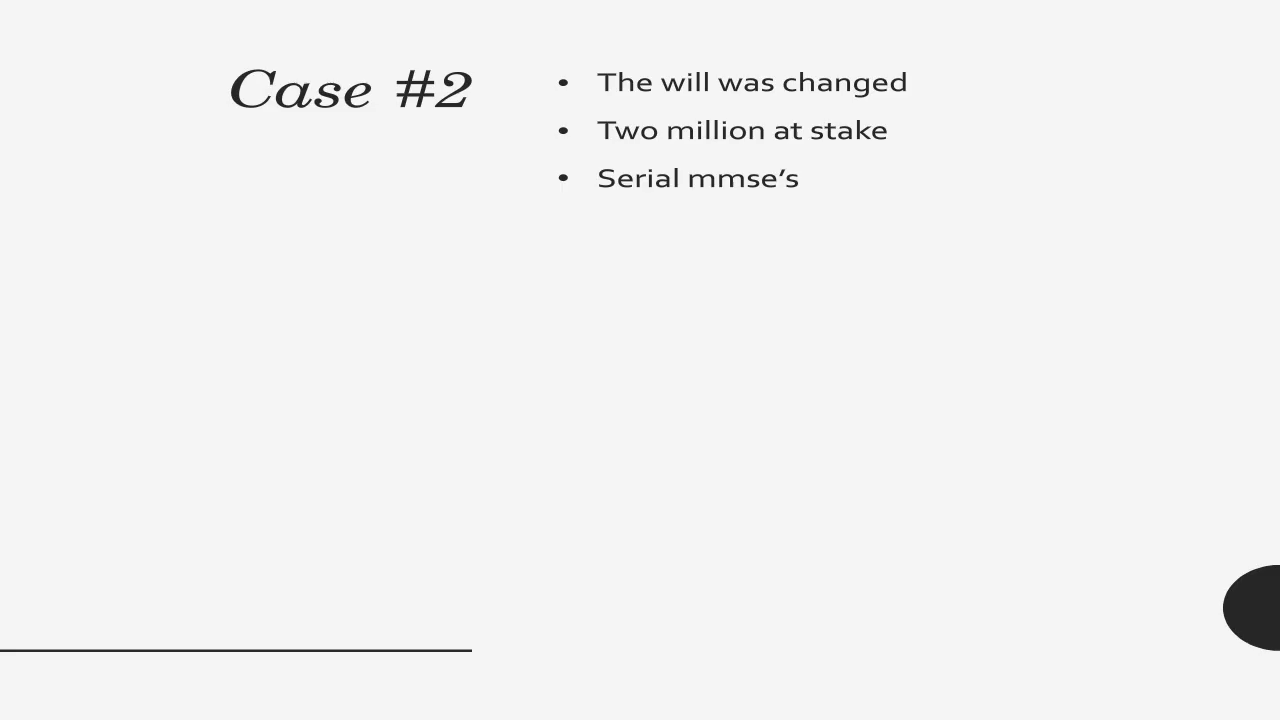 Case #2
• The will was changed
• Two million at stake
• Serial mmse’s